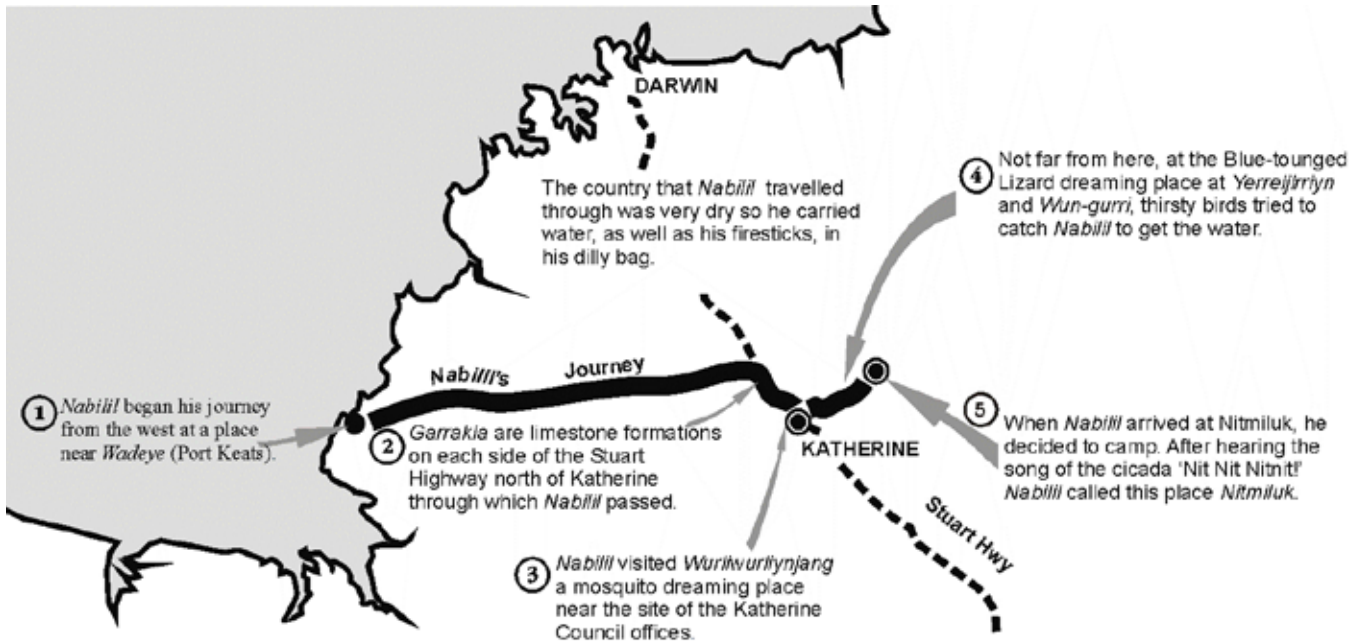 DARWIN
The country that Nabilil travelled
through was very dry so he carried
water, as well as his firesticks, in
his dilly bag.
4 Not far from here, at the Blue-tounged
Lizard dreaming place at Yerreijirriyn
and Wun-gurri, thirsty birds tried to
catch Nabilil to get the water.
Nabilil's Journey
1 Nabilil began his journey
from the west at a place
near Wadeye (Port Keats).
2 Garrakla are limestone formations
on each side of the Stuart
Highway north of Katherine
through which Nabilil passed.
KATHERINE
5 When Nabilil arrived at Nitmiluk, he
decided to camp. After hearing the
song of the cicada 'Nit Nit Nitnit!'
Nabilil called this place Nitmiluk.
Stuart Hwy
3 Nabilil visited Wurliwurliynjang
a mosquito dreaming place
near the site of the Katherine
Council offices.